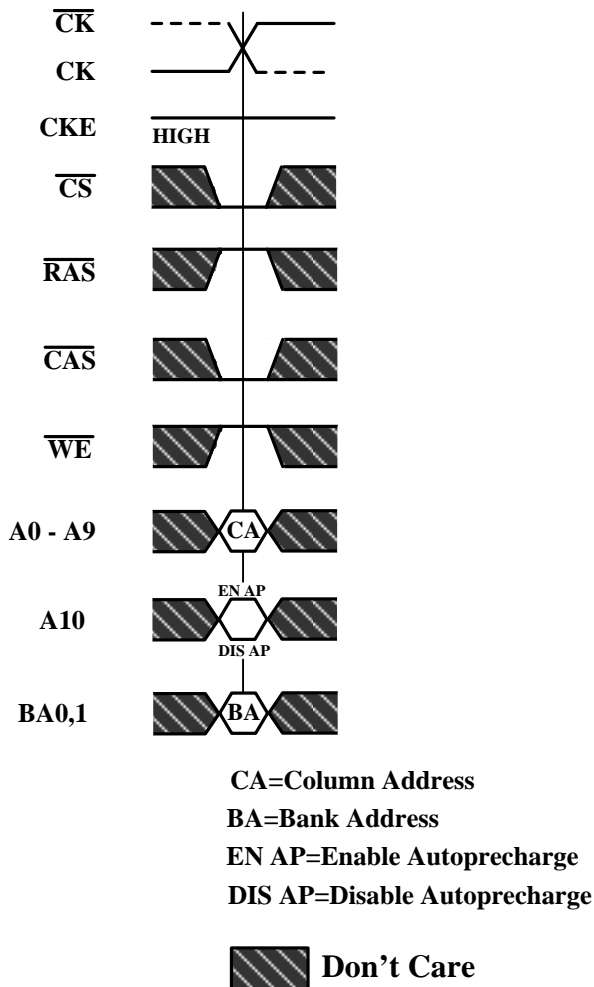 CK
CK
CKE
HIGH
CS
RAS
CAS
WE
A0 - A9
CA
EN AP
A10
DIS AP
BA0,1
BA
CA=Column Address
BA=Bank Address
EN AP=Enable Autoprecharge
DIS AP=Disable Autoprecharge
Don't Care